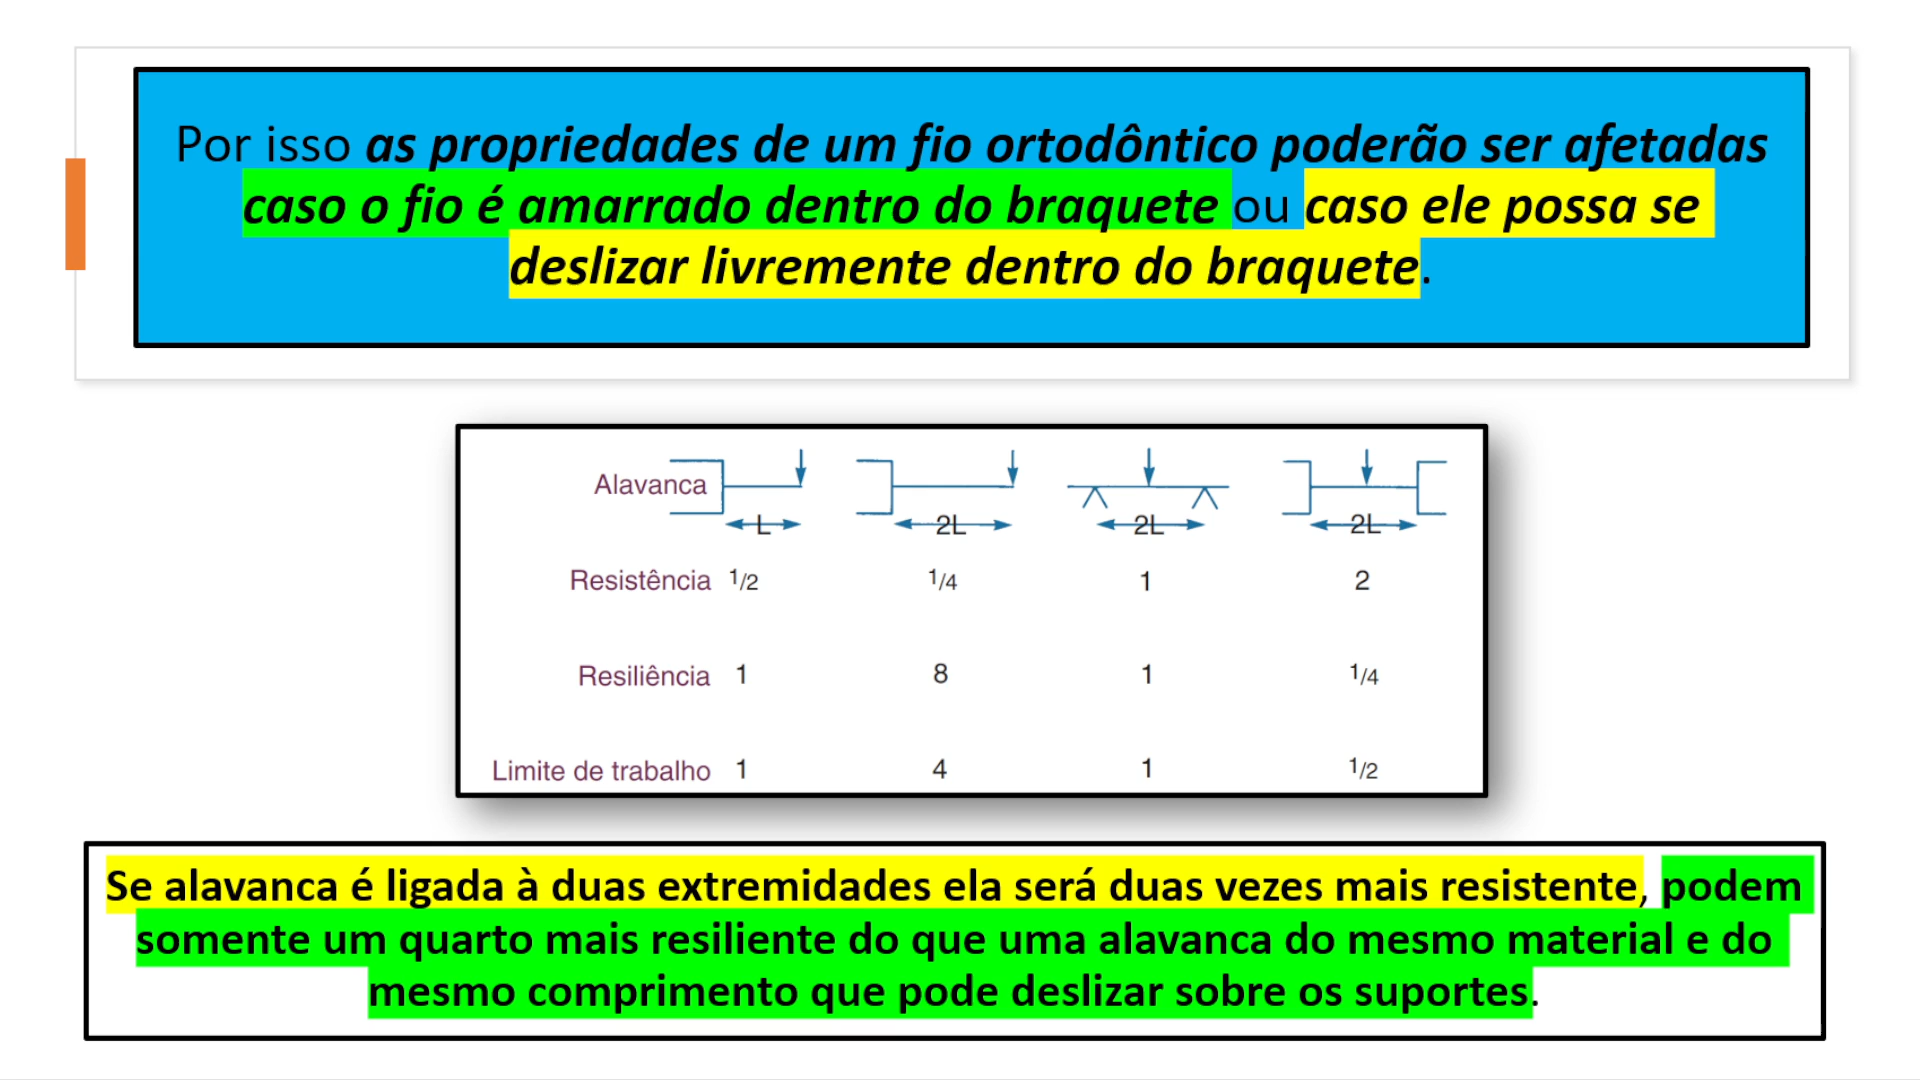 Por isso as propriedades de um fio ortodôntico poderão ser afetadas
caso o fio é amarrado dentro do braquete ou caso ele possa se
deslizar livremente dentro do braquete.
Alavanca
L 2L 2L 2L
Resistência 1/2 1/4 1 2
Resiliência 1 8 1 1/4
Limite de trabalho 1 4 1 1/2
Se alavanca é ligada à duas extremidades ela será duas vezes mais resistente, podem
somente um quarto mais resiliente do que uma alavanca do mesmo material e do
mesmo comprimento que pode deslizar sobre os suportes.